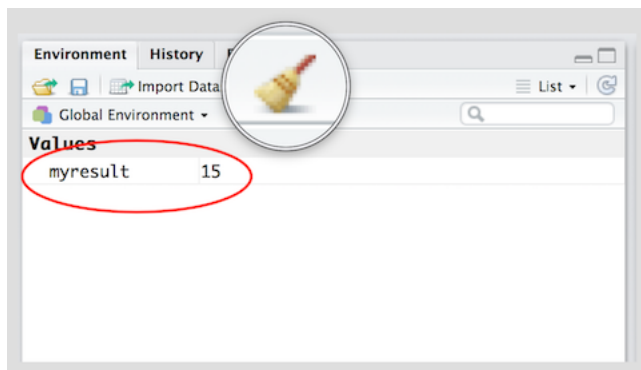 Environment History
Import Data
List
Global Environment
Values
myresult 15